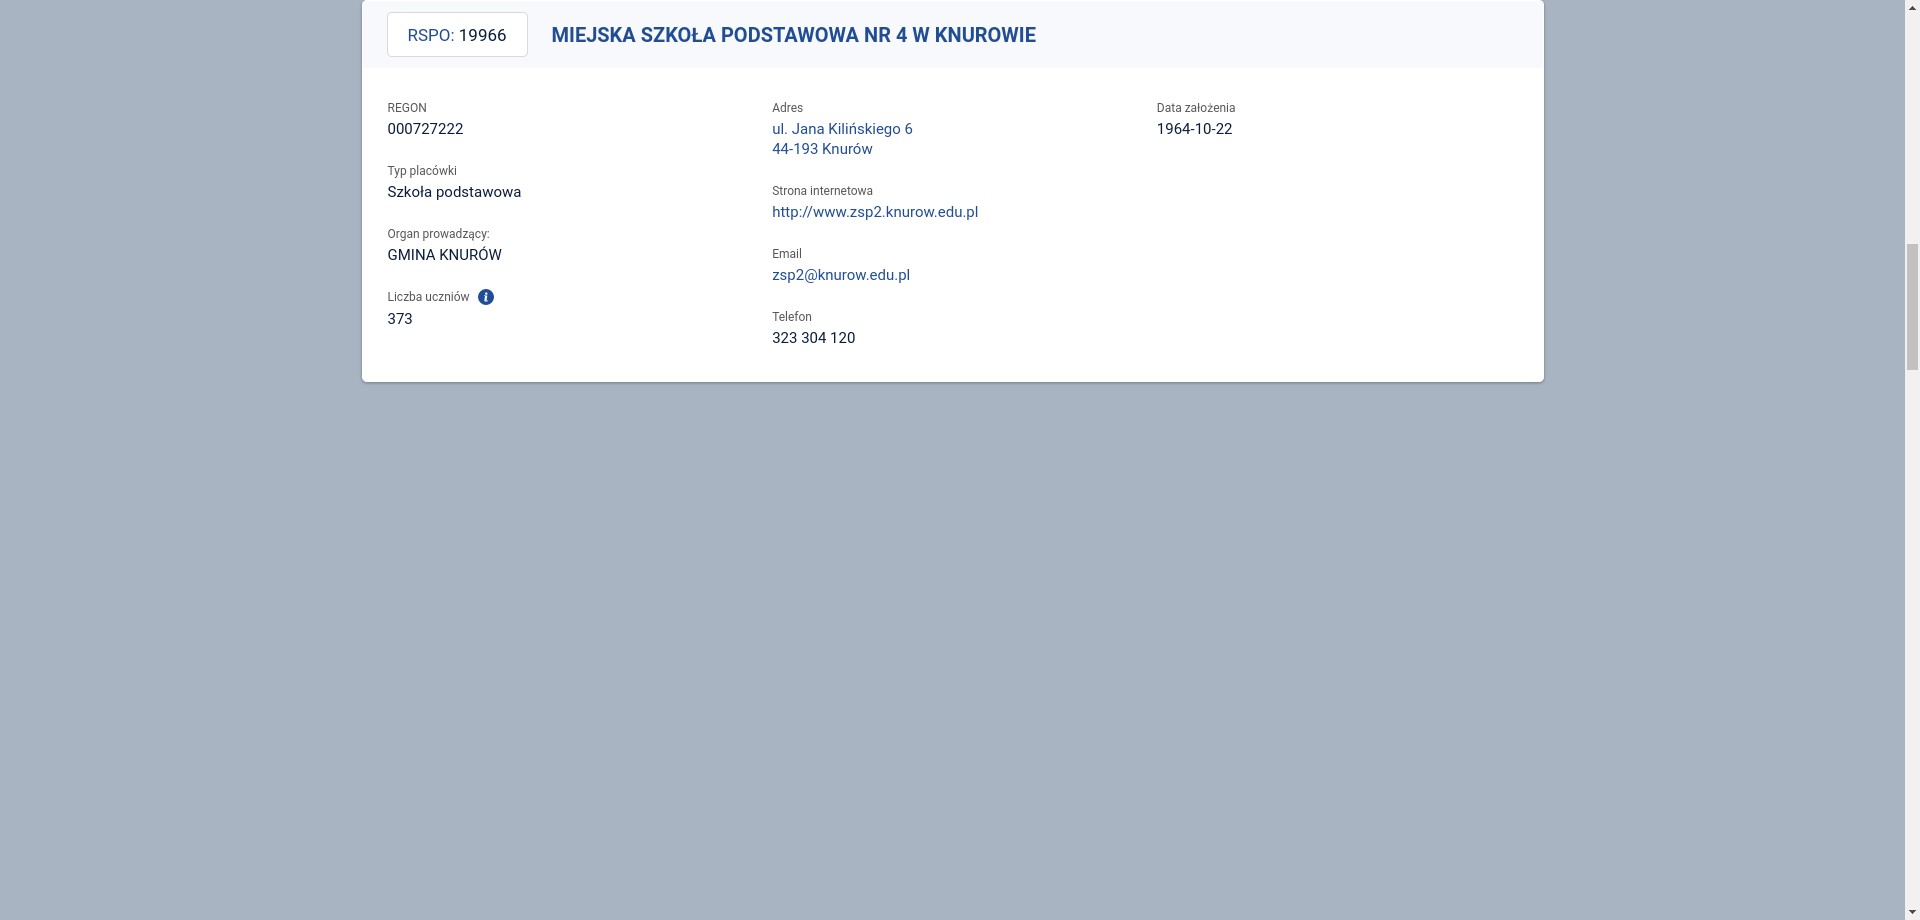 RSPO: 19966
MIEJSKA SZKOŁA PODSTAWOWA NR 4 W KNUROWIE
REGON
000727222
Typ placówki
Szkoła podstawowa
Organ prowadzący:
GMINA KNURÓW
Liczba uczniów
373
Adres
ul. Jana Kilińskiego 6
44-193 Knurów
Strona internetowa
http://www.zsp2.knurow.edu.pl
Email
zsp2@knurow.edu.pl
Telefon
323 304 120
Data założenia
1964-10-22